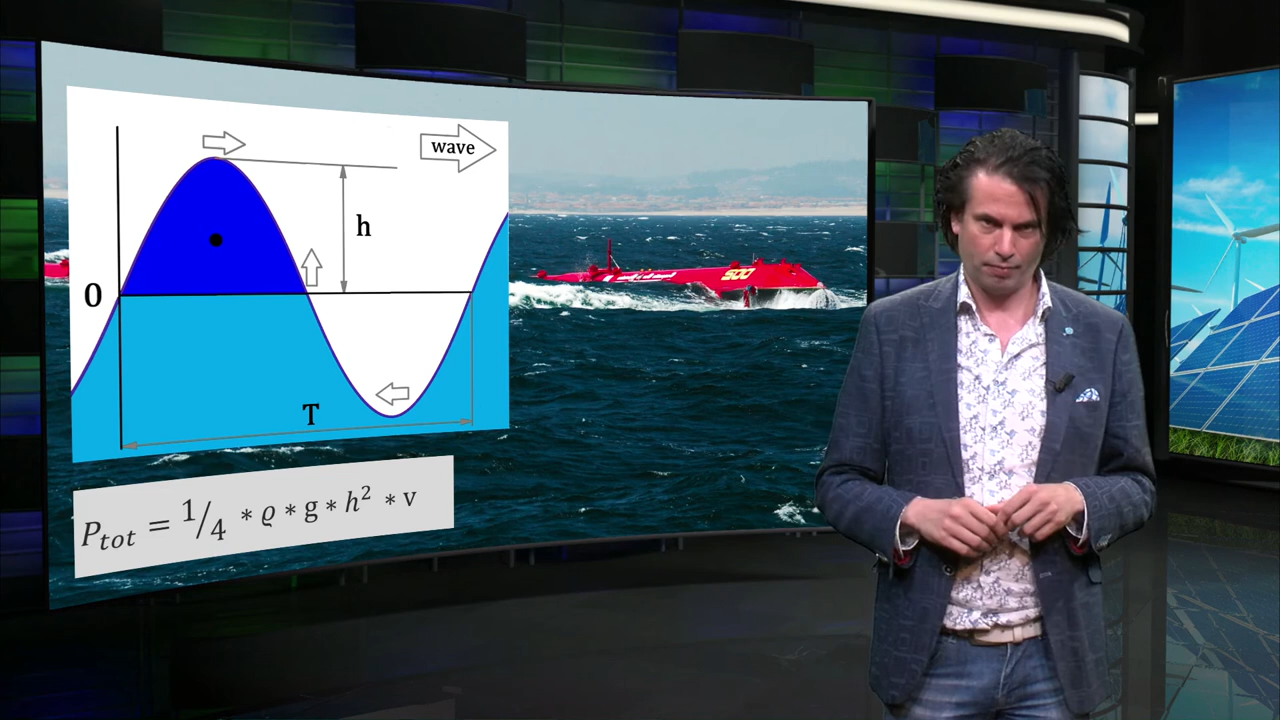 wave
h
0
T
P_tot = 1/4 * ϱ * g * h² * v